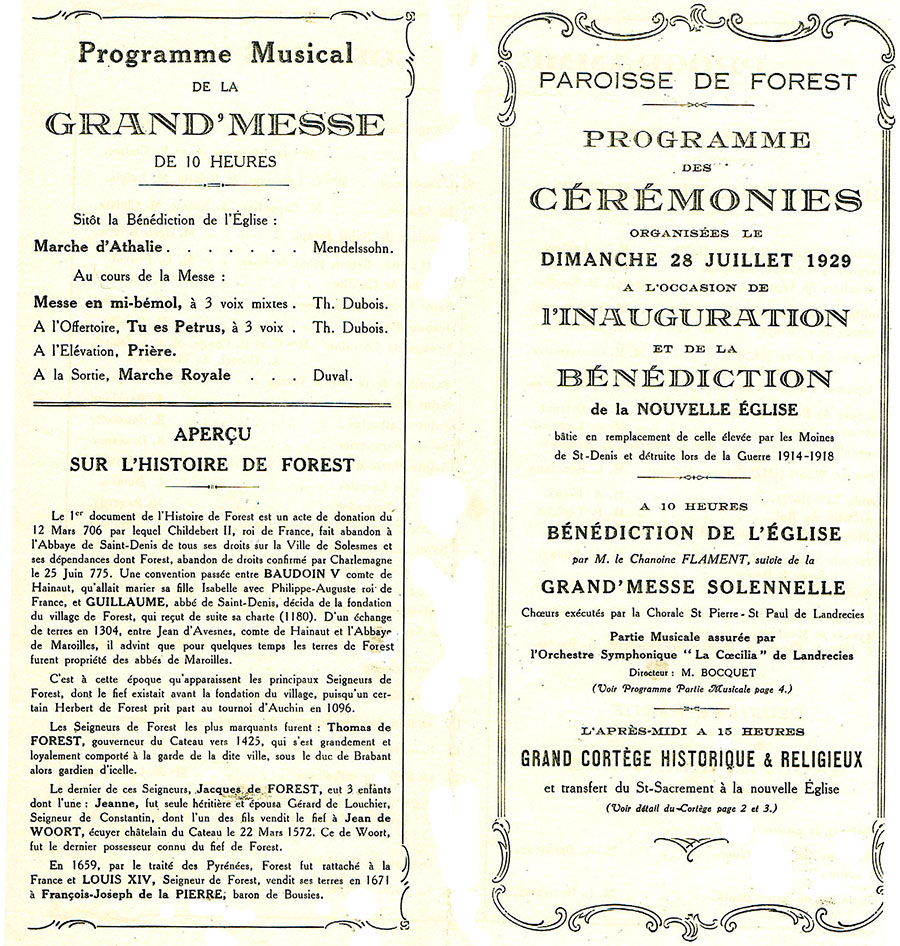 Programme Musical
DE LA
GRAND'MESSE
DE 10 HEURES
Sitôt la Bénédiction de l'Église :
Marche d'Athalie . . . . . . . Mendelssohn.
Au cours de la Messe :
Messe en mi-bémol, à 3 voix mixtes . Th. Dubois.
A l'Offertoire, Tu es Petrus, à 3 voix . Th. Dubois.
A l'Elévation, Prière.
A la Sortie, Marche Royale . . . Duval.
APERÇU
SUR L'HISTOIRE DE FOREST
Le 1er document de l'Histoire de Forest est un acte de donation du
12 Mars 706 par lequel Childebert II, roi de France, fait abandon à
l'Abbaye de Saint-Denis de tous ses droits sur la Ville de Solesmes et
ses dépendances dont Forest, abandon de droits confirmé par Charlemagne
le 25 Juin 775. Une convention passée entre BAUDOIN V comte de
Hainaut, qu'allait marier sa fille Isabelle avec Philippe-Auguste roi de
France, et GUILLAUME, abbé de Saint-Denis, décida de la fondation
du village de Forest, qui reçut de suite sa charte (1180). D'un échange
de terres en 1304, entre Jean d'Avesnes, comte de Hainaut et l'Abbaye
de Maroilles, il advint que pour quelques temps les terres de Forest
furent propriété des abbés de Maroilles.
C'est à cette époque qu'apparaissent les principaux Seigneurs de
Forest, dont le fief existait avant la fondation du village, puisqu'un cer-
tain Herbert de Forest prit part au tournoi d'Auchin en 1096.
Les Seigneurs de Forest les plus marquants furent : Thomas de
FOREST, gouverneur du Cateau vers 1425, qui s'est grandement et
loyalement comporté à la garde de la dite ville, sous le duc de Brabant
alors gardien d'icelle.
Le dernier de ces Seigneurs, Jacques de FOREST, eut 3 enfants
dont l'une : Jeanne, fut seule héritière et épousa Gérard de Louchier,
Seigneur de Constantin, dont l'un des fils vendit le fief à Jean de
WOORT, écuyer châtelain du Cateau le 22 Mars 1572. Ce de Woort,
fut le dernier possesseur connu du fief de Forest.
En 1659, par le traité des Pyrénées, Forest fut rattaché à la
France et LOUIS XIV, Seigneur de Forest, vendit ses terres en 1671
à François-Joseph de la PIERRE, baron de Bousies.
PAROISSE DE FOREST
PROGRAMME
DES
CÉRÉMONIES
ORGANISÉES LE
DIMANCHE 28 JUILLET 1929
A L'OCCASION DE
l'INAUGURATION
ET DE LA
BÉNÉDICTION
de la NOUVELLE ÉGLISE
bâtie en remplacement de celle élevée par les Moines
de St-Denis et détruite lors de la Guerre 1914-1918
A 10 HEURES
BÉNÉDICTION DE L'ÉGLISE
par M. le Chanoine FLAMENT, suivie de la
GRAND'MESSE SOLENNELLE
Chœurs exécutés par la Chorale St Pierre - St Paul de Landrecies
Partie Musicale assurée par
l'Orchestre Symphonique " La Cœcilia " de Landrecies
Directeur : M. BOCQUET
(Voir Programme Partie Musicale page 4.)
L'APRÈS-MIDI A 15 HEURES
GRAND CORTÈGE HISTORIQUE & RELIGIEUX
et transfert du St-Sacrement à la nouvelle Église
(Voir détail du Cortège page 2 et 3.)